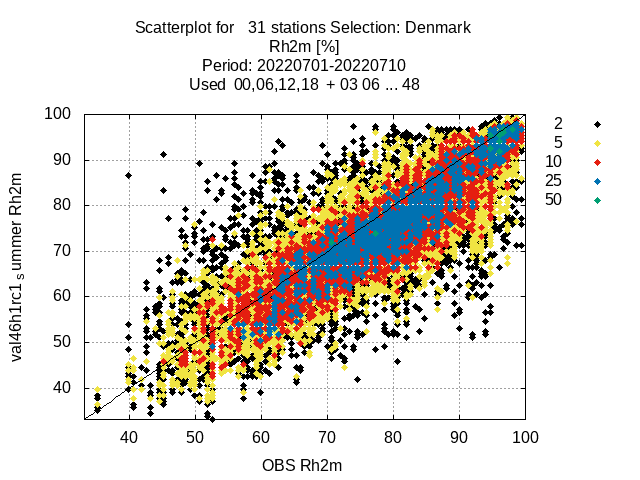 Scatterplot for   31 stations Selection: Denmark
Rh2m [%]
Period: 20220701-20220710
Used  00,06,12,18  + 03 06 ... 48
val46h1rc1 s ummer Rh2m
100
90
80
70
60
50
40
40 50 60 70 80 90 100
OBS Rh2m
2
5
10
25
50